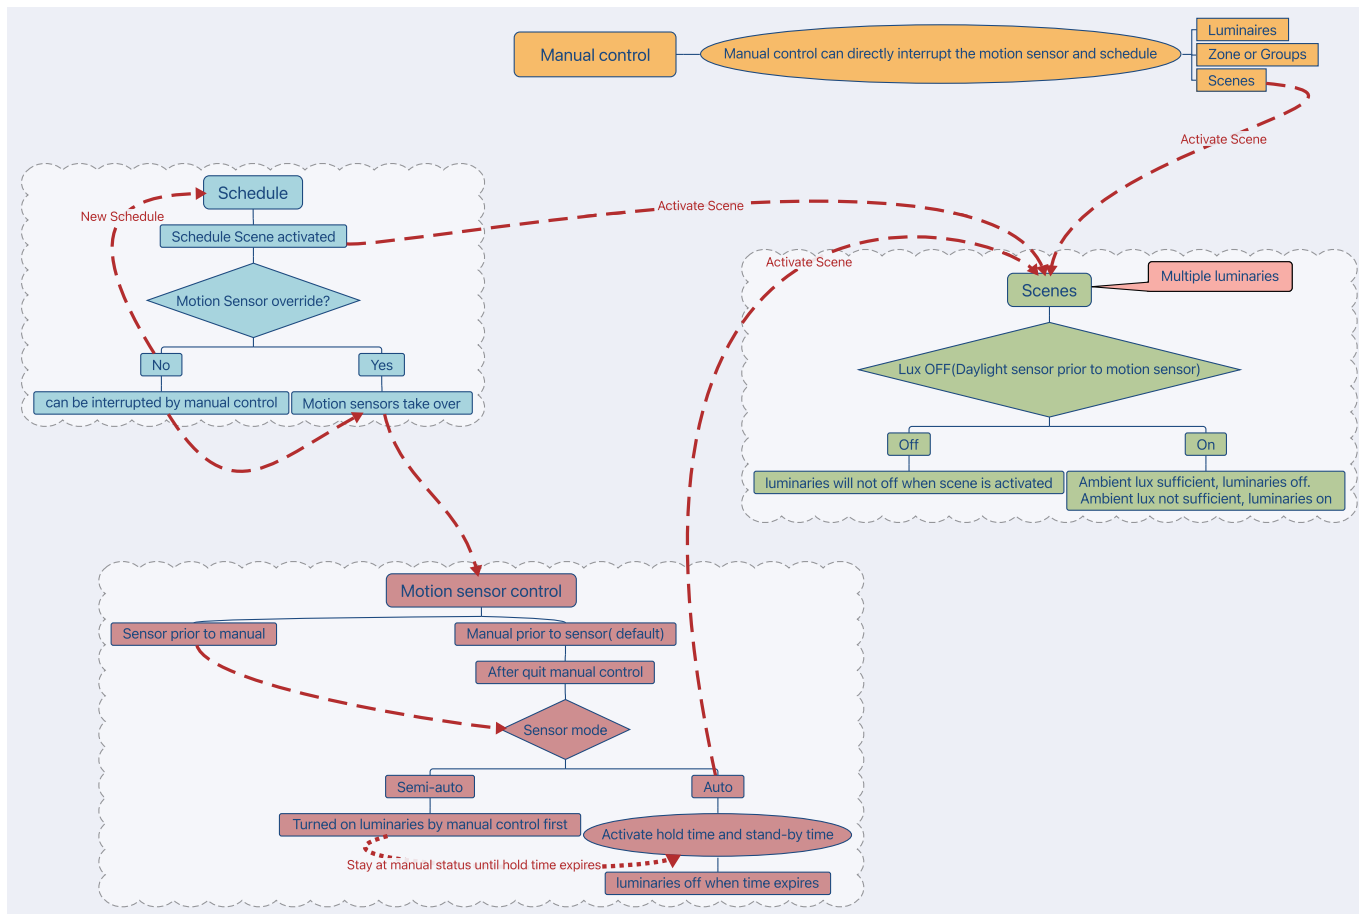 Manual control
Manual control can directly interrupt the motion sensor and schedule
Luminaires
Zone or Groups
Scenes
Activate Scene
Schedule
New Schedule
Schedule Scene activated
Activate Scene
Motion Sensor override?
No
Yes
can be interrupted by manual control
Motion sensors take over
Activate Scene
Scenes
Multiple luminaries
Lux OFF(Daylight sensor prior to motion sensor)
Off
On
luminaries will not off when scene is activated
Ambient lux sufficient, luminaries off.
Ambient lux not sufficient, luminaries on
Motion sensor control
Sensor prior to manual
Manual prior to sensor( default)
After quit manual control
Sensor mode
Semi-auto
Auto
Turned on luminaries by manual control first
Activate hold time and stand-by time
Stay at manual status until hold time expires
luminaries off when time expires